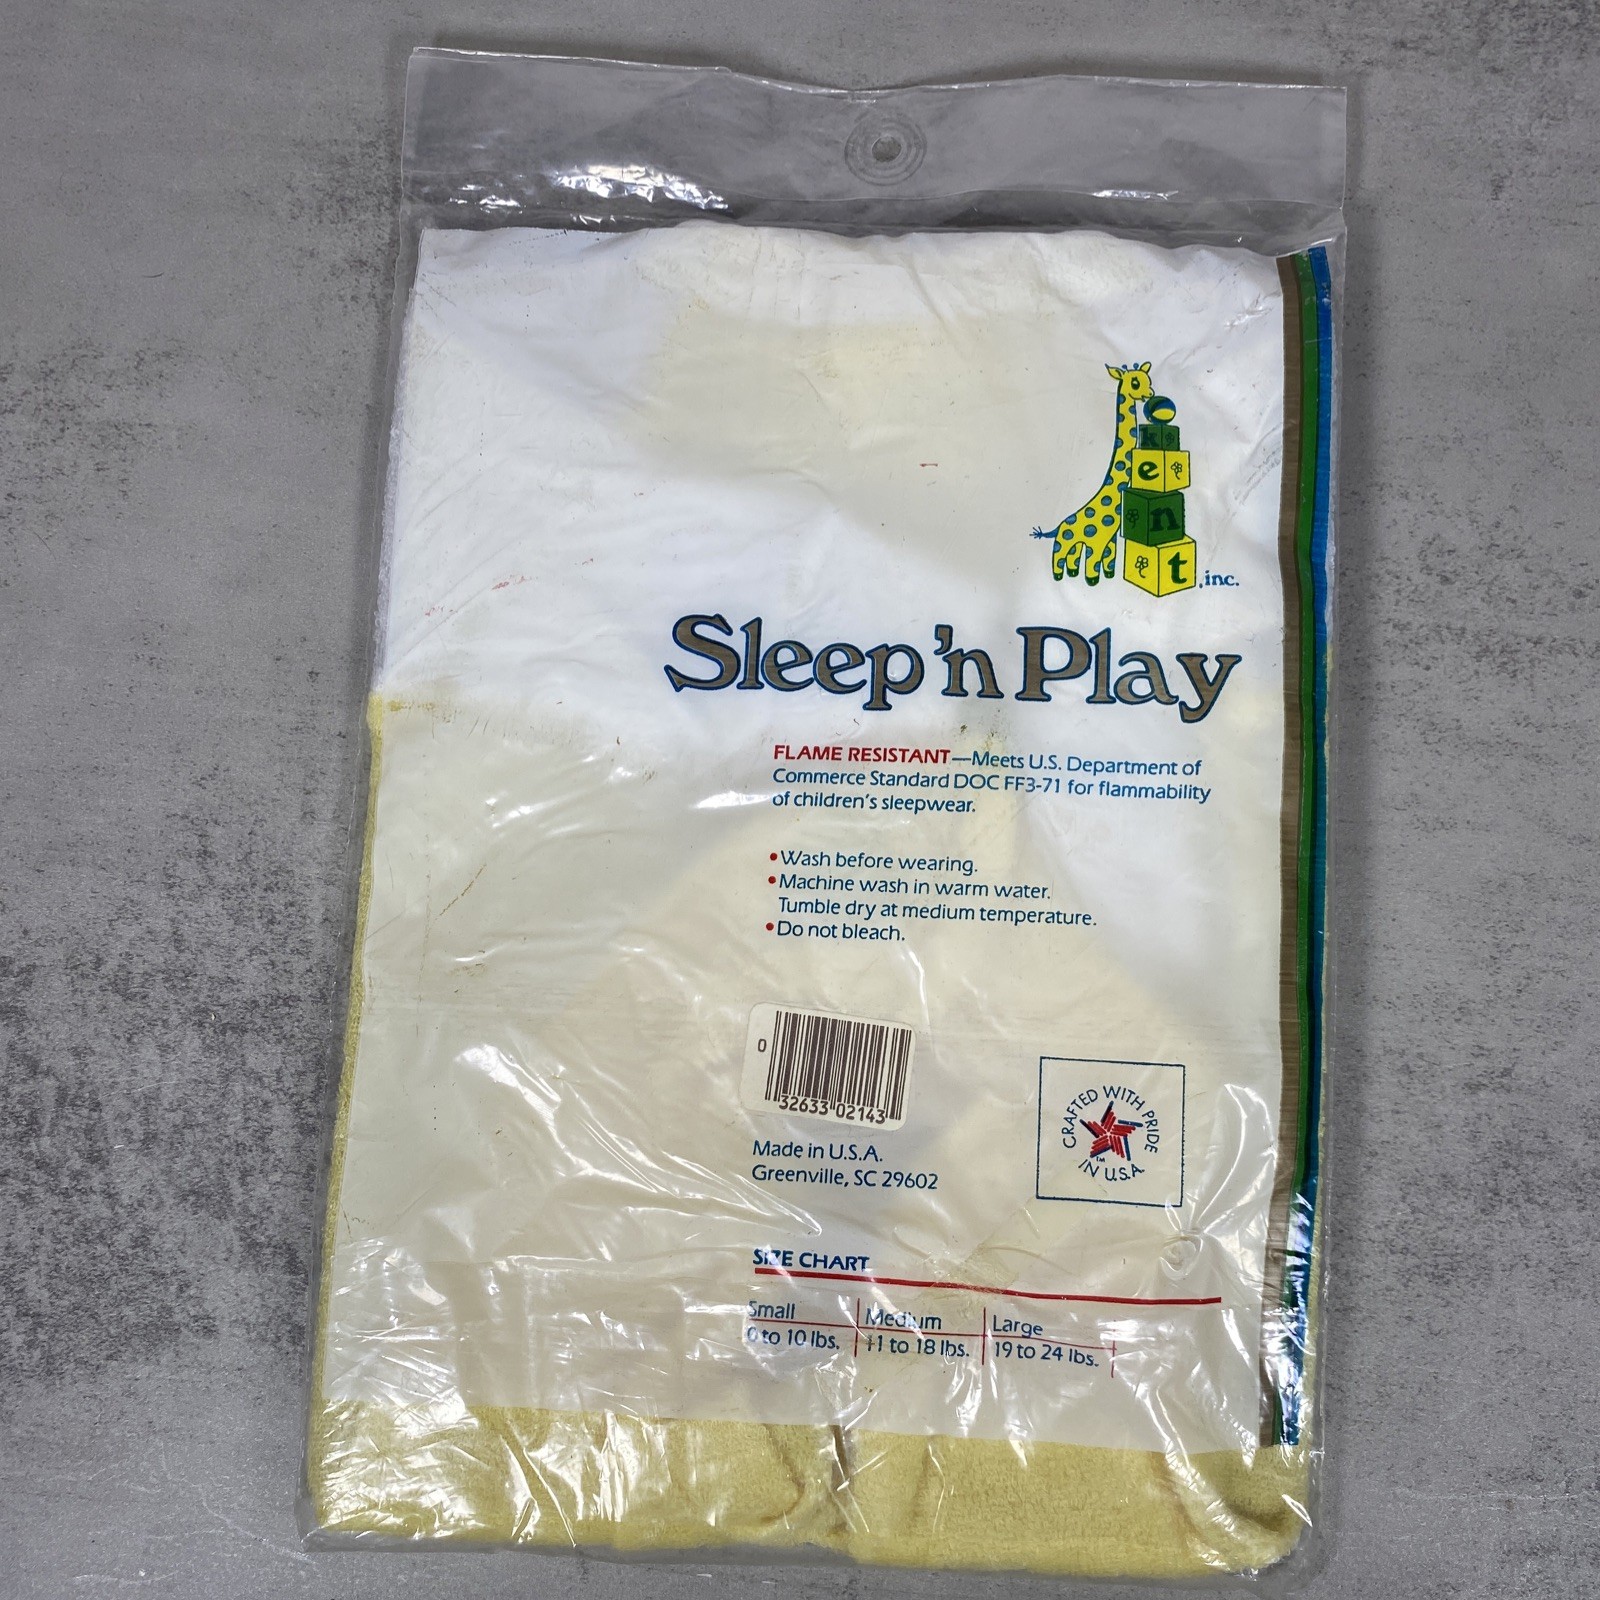 k
e
n
t
, inc.
Sleep 'n Play
FLAME RESISTANT—Meets U.S. Department of
Commerce Standard DOC FF3-71 for flammability
of children's sleepwear.
• Wash before wearing.
• Machine wash in warm water.
Tumble dry at medium temperature.
• Do not bleach.
0 32633 02143
CRAFTED WITH PRIDE
IN U.S.A.
TM
Made in U.S.A.
Greenville, SC 29602
SIZE CHART
Small Medium Large
0 to 10 lbs. 11 to 18 lbs. 19 to 24 lbs.